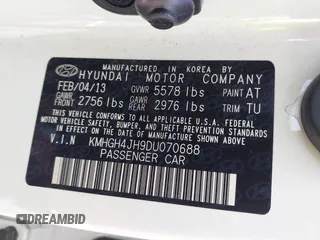 MANUFACTURED IN KOREA BY
HYUNDAI MOTOR COMPANY
FEB/04/13 GVWR 5578 lbs PAINT AT
GAWR FRONT 2756 lbs GAWR REAR 2976 lbs TRIM TU
THIS VEHICLE CONFORMS TO ALL APPLICABLE
FEDERAL MOTOR VEHICLE SAFETY, BUMPER, AND
THEFT PREVENTION STANDARDS IN EFFECT ON
THE DATE OF MANUFACTURE SHOWN ABOVE.
V.I.N KMHGH4JH9DU070688
PASSENGER CAR
DREAMBID